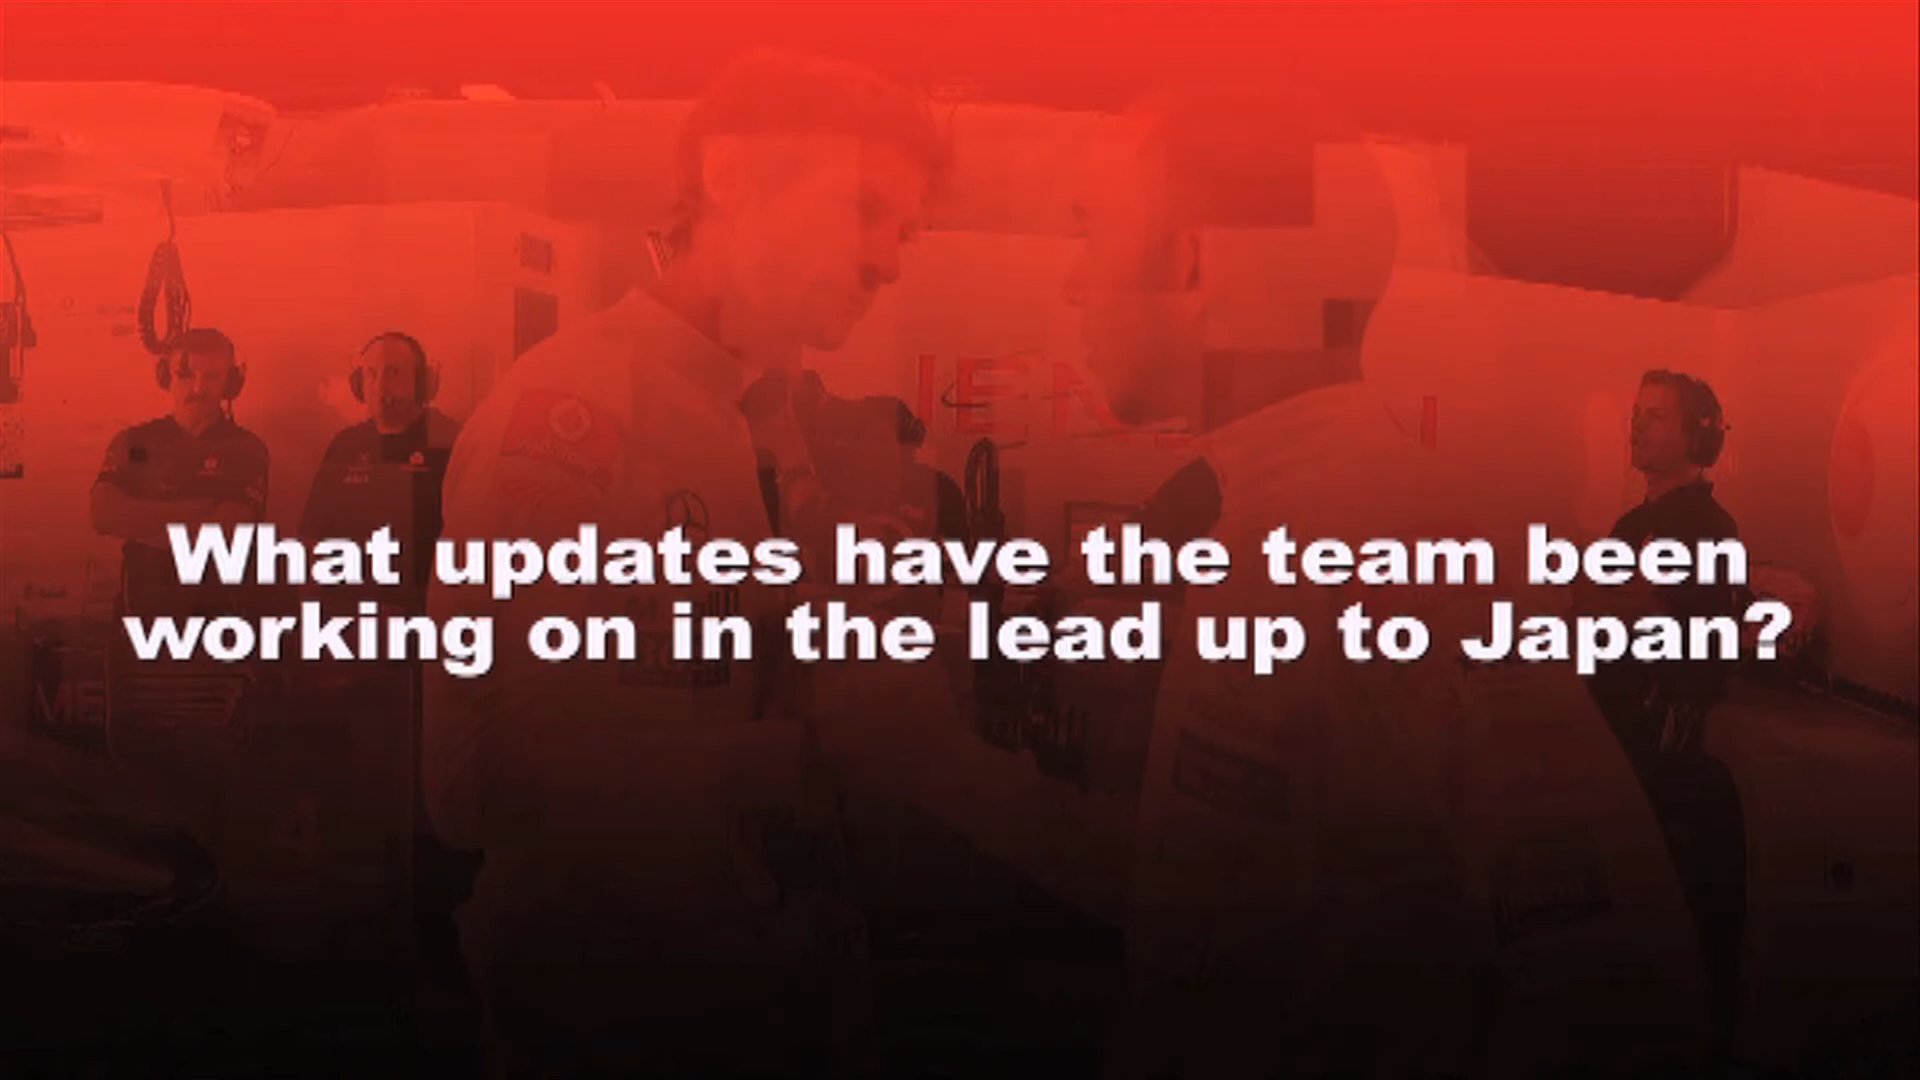 What updates have the team been
working on in the lead up to Japan?